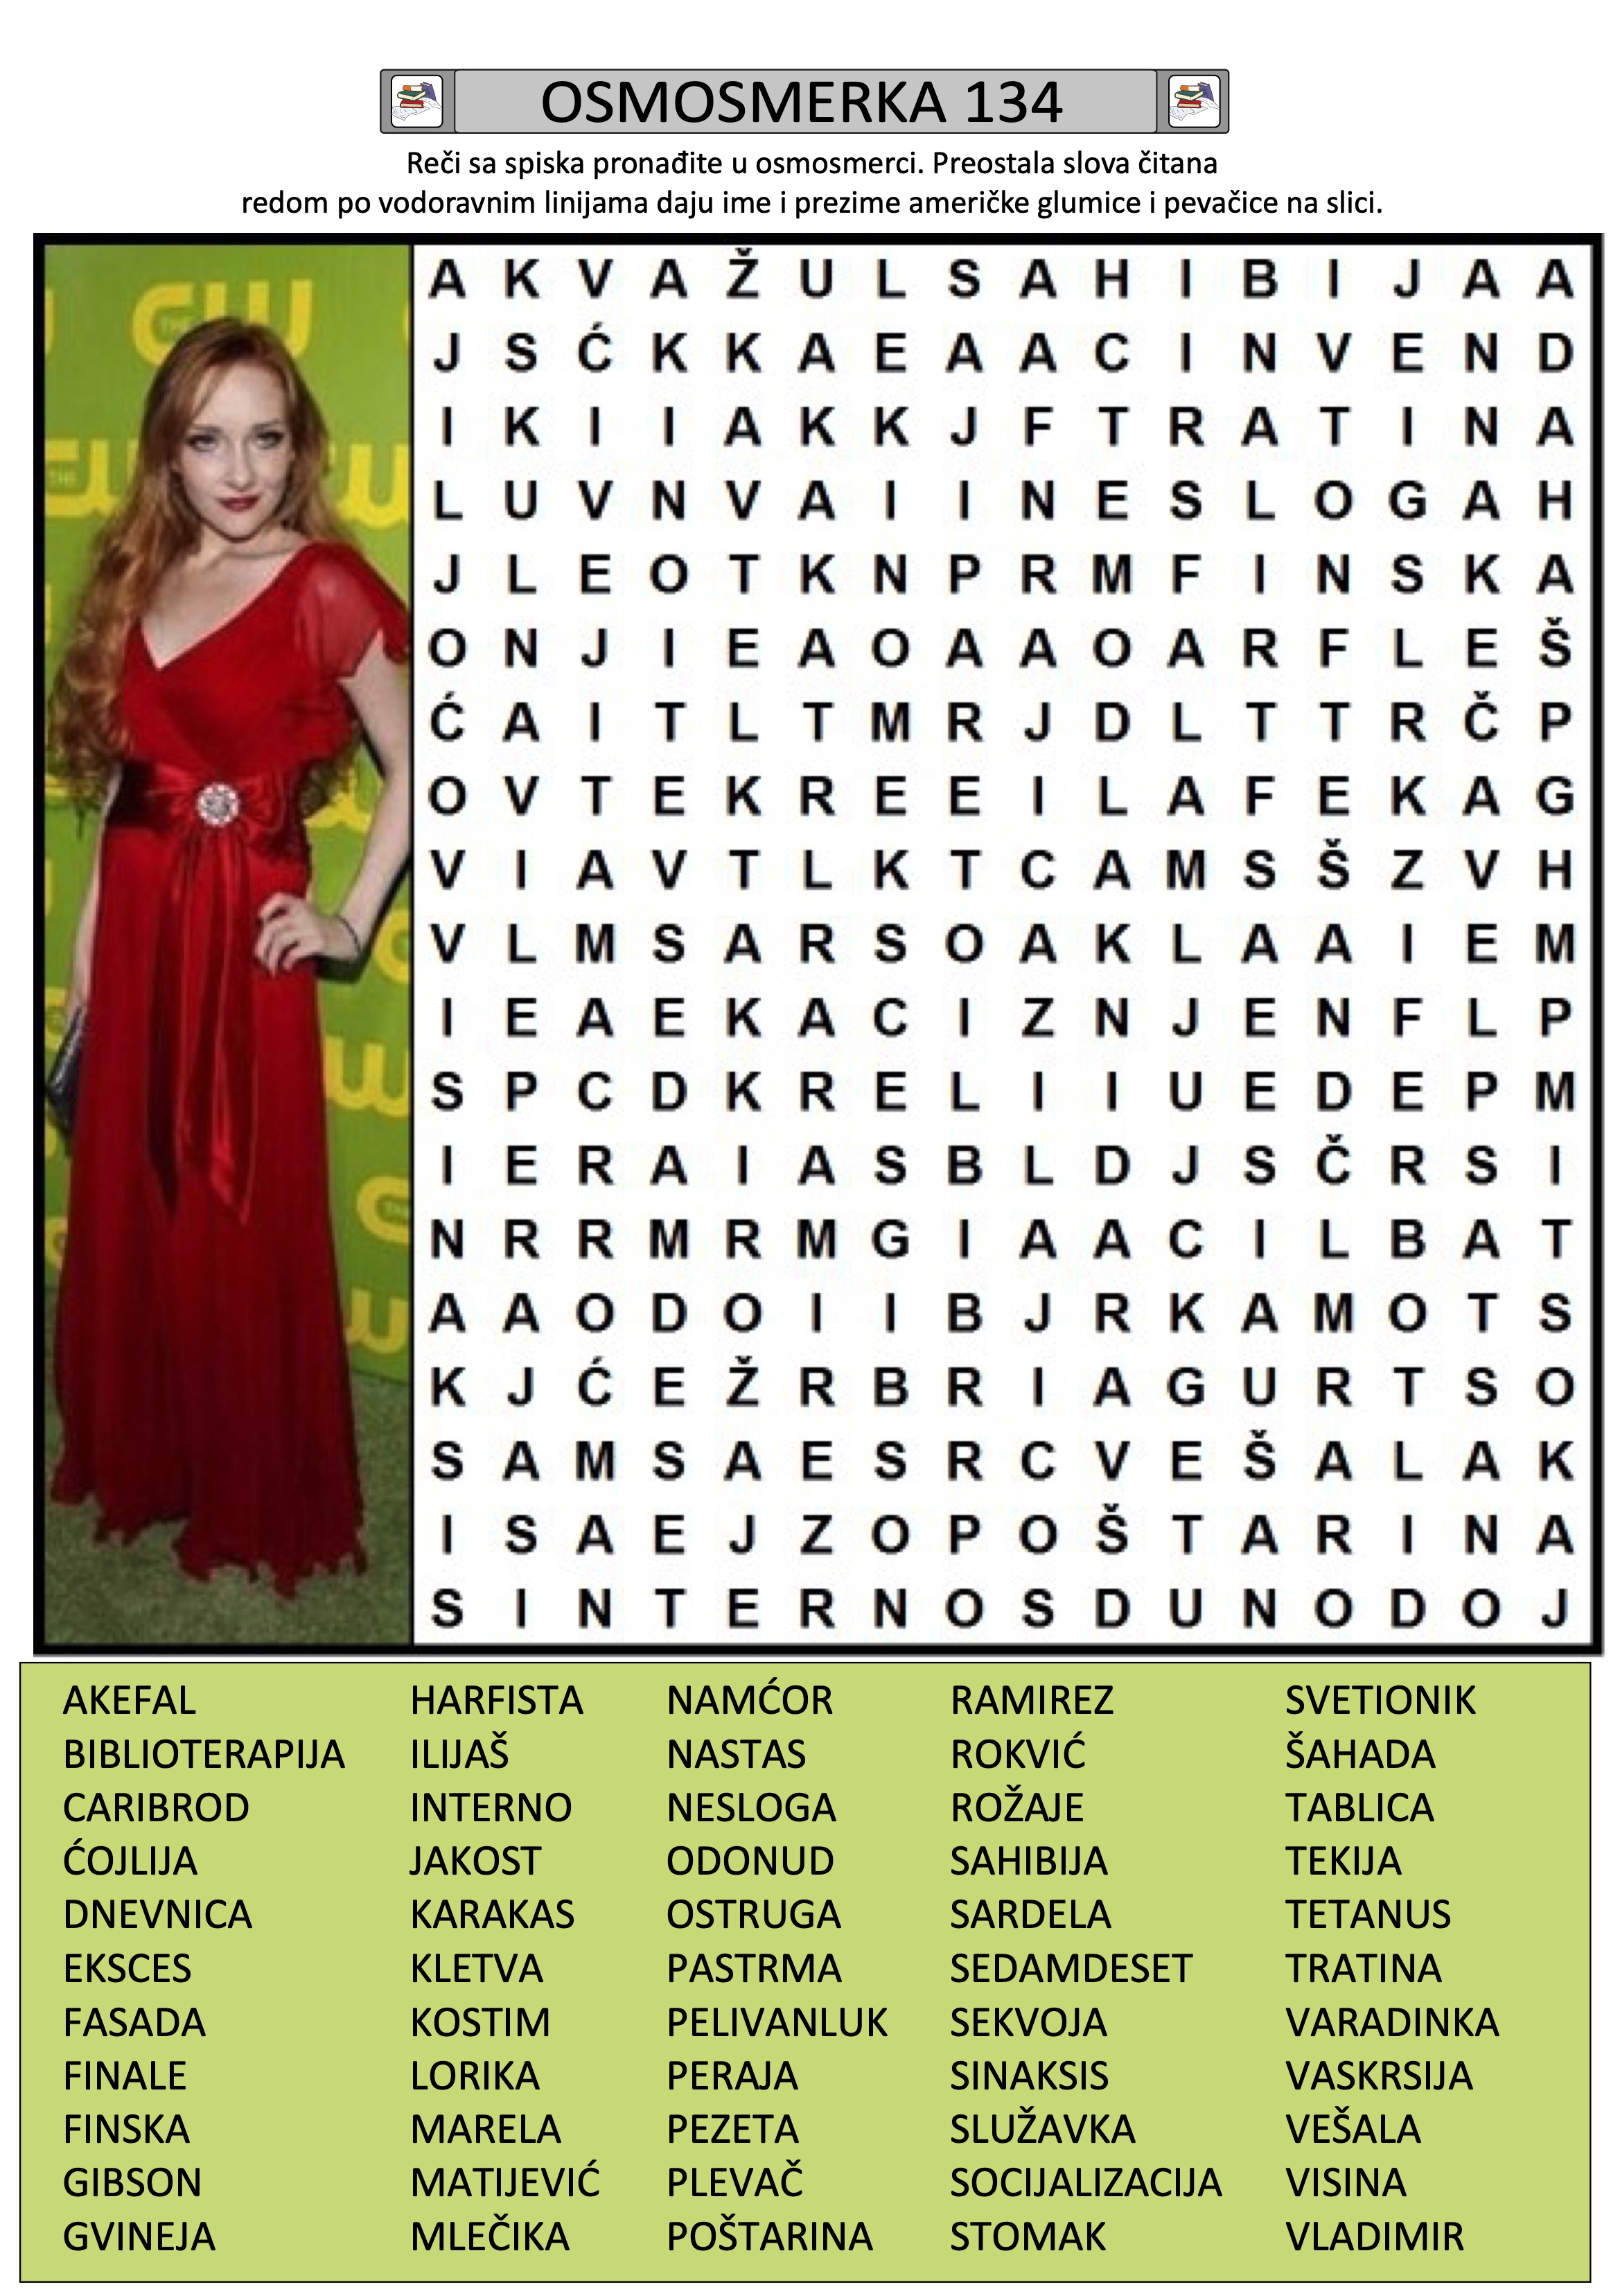 OSMOSMERKA 134
Reči sa spiska pronađite u osmosmerci. Preostala slova čitana
redom po vodoravnim linijama daju ime i prezime američke glumice i pevačice na slici.
A K V A Ž U L S A H I B I J A A
J S Ć K K A E A A C I N V E N D
I K I I A K K J F T R A T I N A
L U V N V A I I N E S L O G A H
J L E O T K N P R M F I N S K A
O N J I E A O A A O A R F L E Š
Ć A I T L T M R J D L T T R Č P
O V T E K R E E I L A F E K A G
V I A V T L K T C A M S Š Z V H
V L M S A R S O A K L A A I E M
I E A E K A C I Z N J E N F L P
S P C D K R E L I I U E D E P M
I E R A I A S B L D J S Č R S I
N R R M R M G I A A C I L B A T
A A O D O I I B J R K A M O T S
K J Ć E Ž R B R I A G U R T S O
S A M S A E S R C V E Š A L A K
I S A E J Z O P O Š T A R I N A
S I N T E R N O S D U N O D O J
CW
AKEFAL HARFISTA NAMĆOR RAMIREZ SVETIONIK
BIBLIOTERAPIJA ILIJAŠ NASTAS ROKVIĆ ŠAHADA
CARIBROD INTERNO NESLOGA ROŽAJE TABLICA
ĆOJLIJA JAKOST ODONUD SAHIBIJA TEKIJA
DNEVNICA KARAKAS OSTRUGA SARDELA TETANUS
EKSCES KLETVA PASTRMA SEDAMDESET TRATINA
FASADA KOSTIM PELIVANLUK SEKVOJA VARADINKA
FINALE LORIKA PERAJA SINAKSIS VASKRSIJA
FINSKA MARELA PEZETA SLUŽAVKA VEŠALA
GIBSON MATIJEVIĆ PLEVAČ SOCIJALIZACIJA VISINA
GVINEJA MLEČIKA POŠTARINA STOMAK VLADIMIR